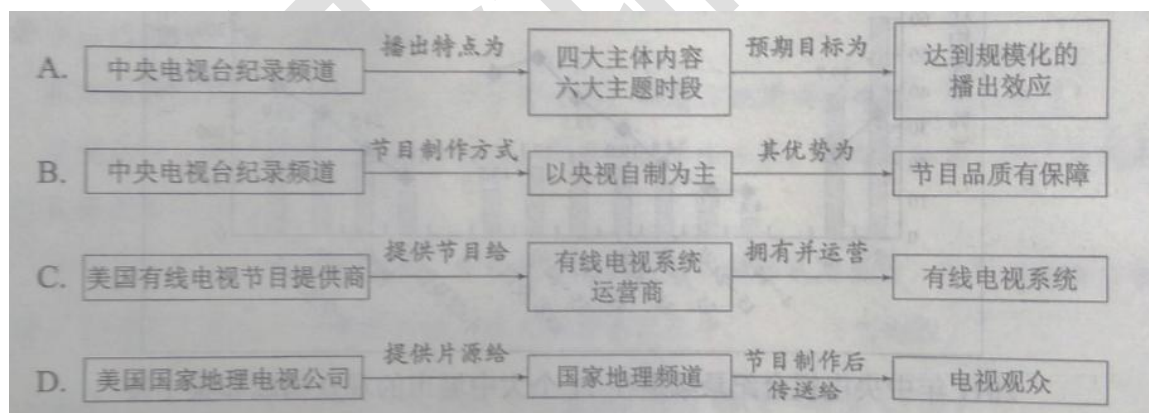 播出特点为 预期目标为
A. 中央电视台纪录频道 四大主体内容 达到规模化的
六大主题时段 播出效应
节目制作方式 其优势为
B. 中央电视台纪录频道 以央视自制为主 节目品质有保障
提供节目给 拥有并运营
C. 美国有线电视节目提供商 有线电视系统 有线电视系统
运营商
提供片源给 节目制作后
D. 美国国家地理电视公司 国家地理频道 传送给 电视观众